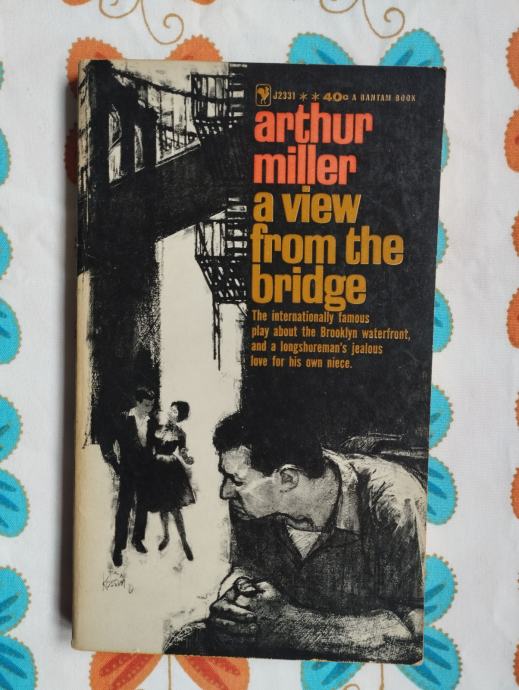 J2331 ** 40c A BANTAM BOOK
arthur
miller
a view
from the
bridge
The internationally famous
play about the Brooklyn waterfront,
and a longshoreman's jealous
love for his own niece.